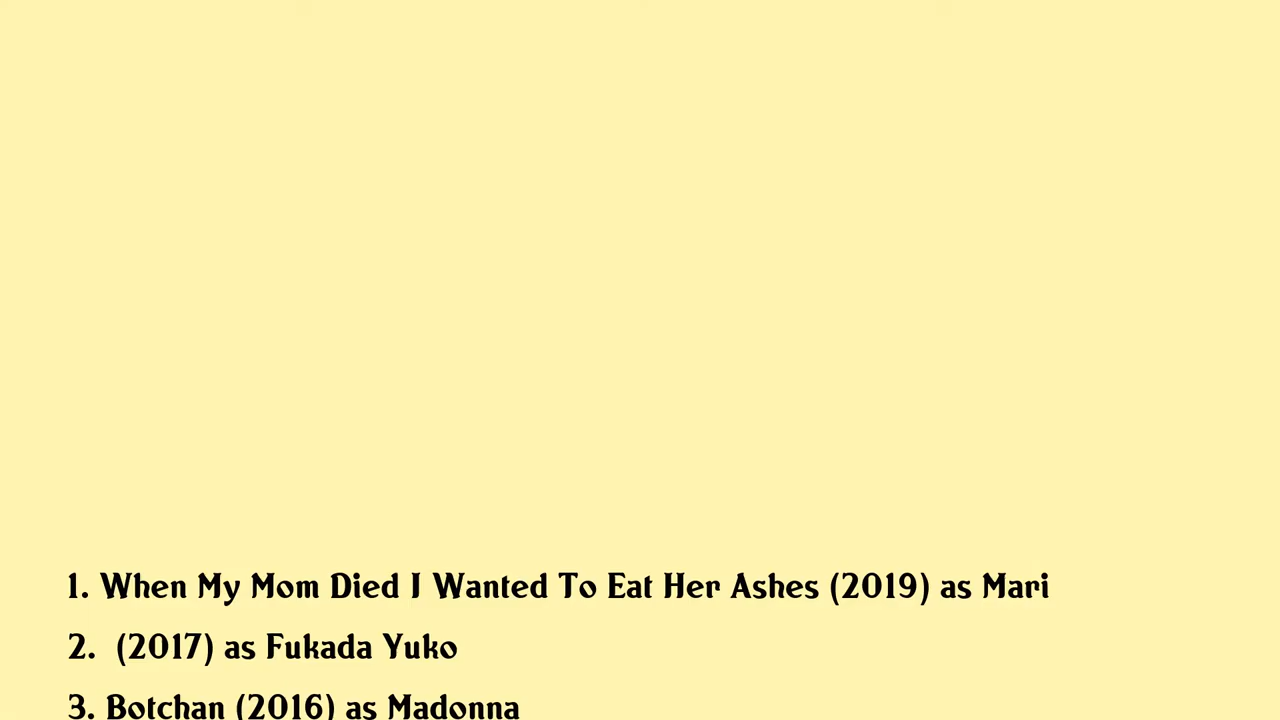 1. When My Mom Died I Wanted To Eat Her Ashes (2019) as Mari
2.  (2017) as Fukada Yuko
3. Botchan (2016) as Madonna